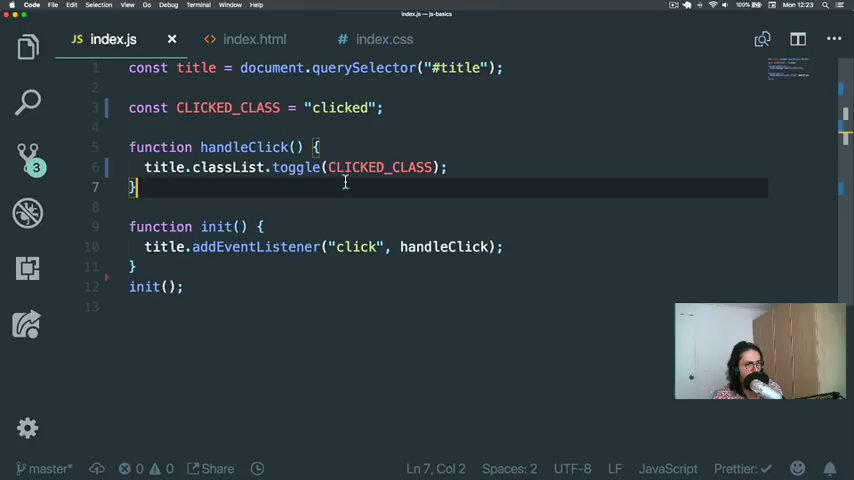 Code File Edit Selection View Go Debug Terminal Window Help 100% Mon 12:23
index.js — js-basics
index.js
index.html
index.css
1 const title = document.querySelector("#title");
2
3 const CLICKED_CLASS = "clicked";
4
5 function handleClick() {
6 title.classList.toggle(CLICKED_CLASS);
7 }
8
9 function init() {
10 title.addEventListener("click", handleClick);
11 }
12 init();
13
3
master* 0 0 Share Ln 7, Col 2 Spaces: 2 UTF-8 LF JavaScript Prettier: ✓